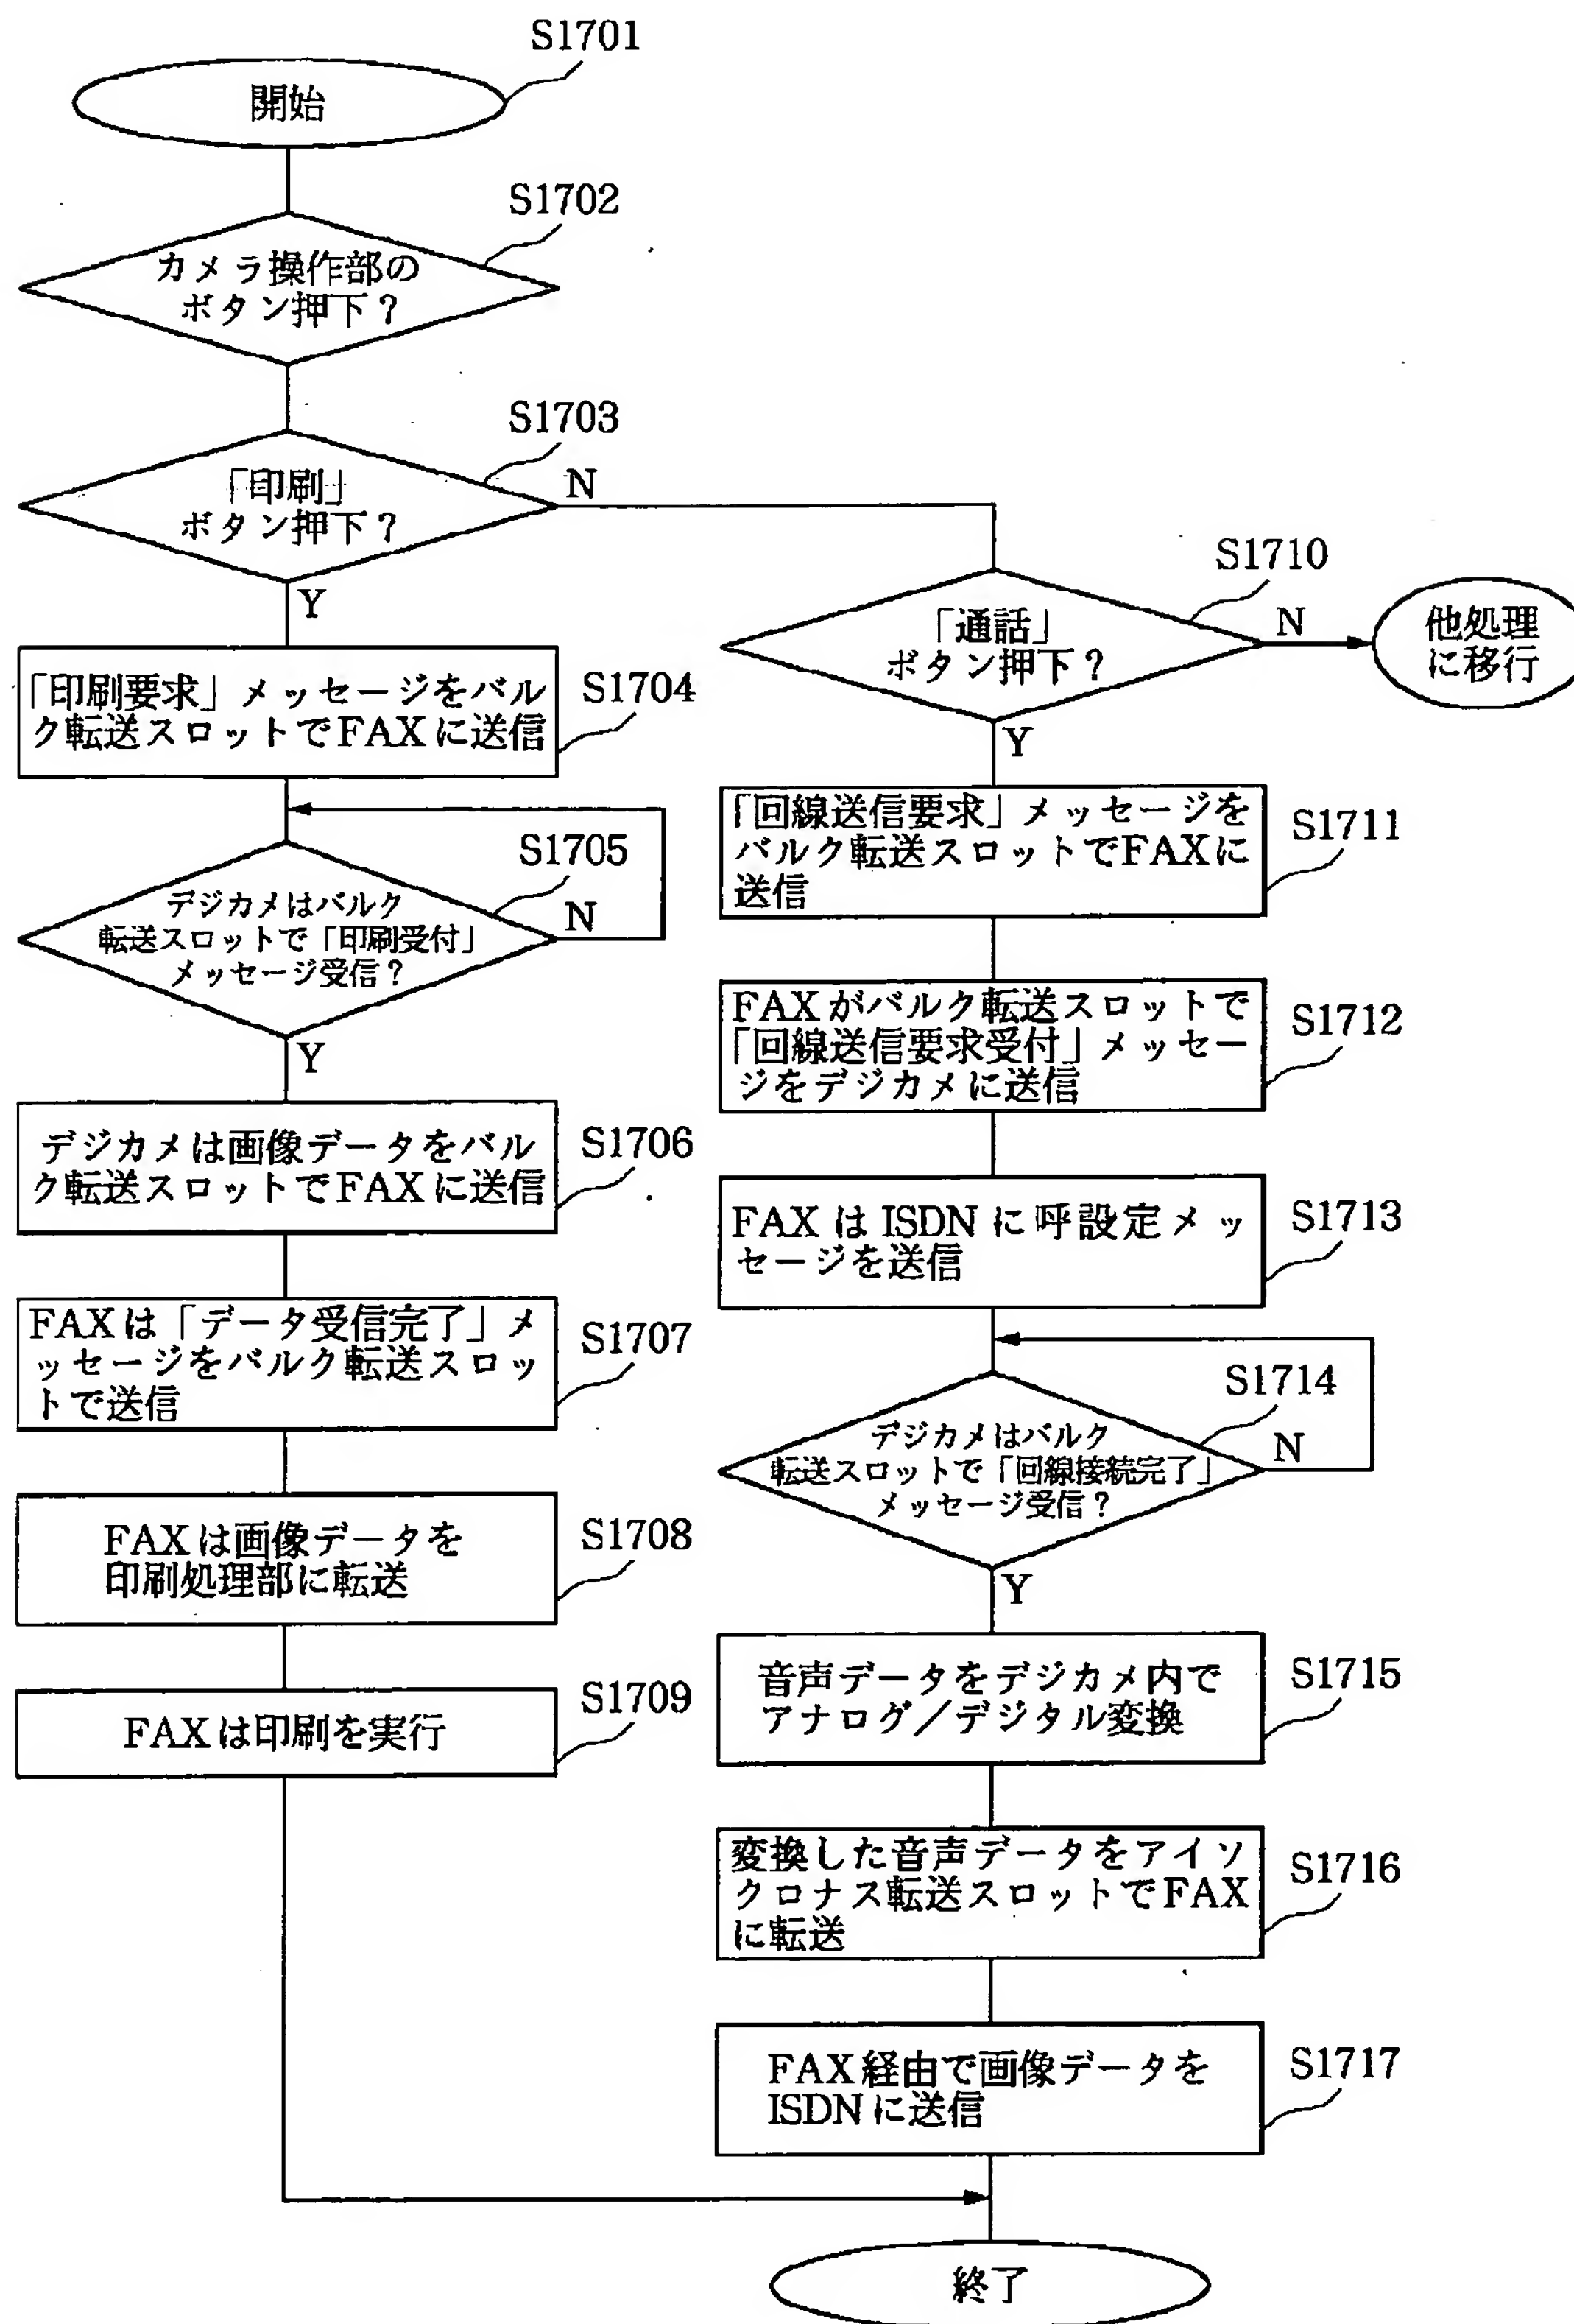 S1701
開始
S1702
カメラ操作部の
ボタン押下？
S1703
「印刷」
ボタン押下？
N
Y
「印刷要求」メッセージをバル
ク転送スロットでFAXに送信
S1704
S1705
デジカメはバルク
転送スロットで「印刷受付」
メッセージ受信？
N
Y
デジカメは画像データをバル
ク転送スロットでFAXに送信
S1706
FAXは「データ受信完了」メ
ッセージをバルク転送スロッ
トで送信
S1707
FAXは画像データを
印刷処理部に転送
S1708
FAXは印刷を実行
S1709
S1710
「通話」
ボタン押下？
N
他処理
に移行
Y
「回線送信要求」メッセージを
バルク転送スロットでFAXに
送信
S1711
FAXがバルク転送スロットで
「回線送信要求受付」メッセー
ジをデジカメに送信
S1712
FAXはISDNに呼設定メッ
セージを送信
S1713
S1714
デジカメはバルク
転送スロットで「回線接続完了」
メッセージ受信？
N
Y
音声データをデジカメ内で
アナログ／デジタル変換
S1715
変換した音声データをアイソ
クロナス転送スロットでFAX
に転送
S1716
FAX経由で画像データを
ISDNに送信
S1717
終了